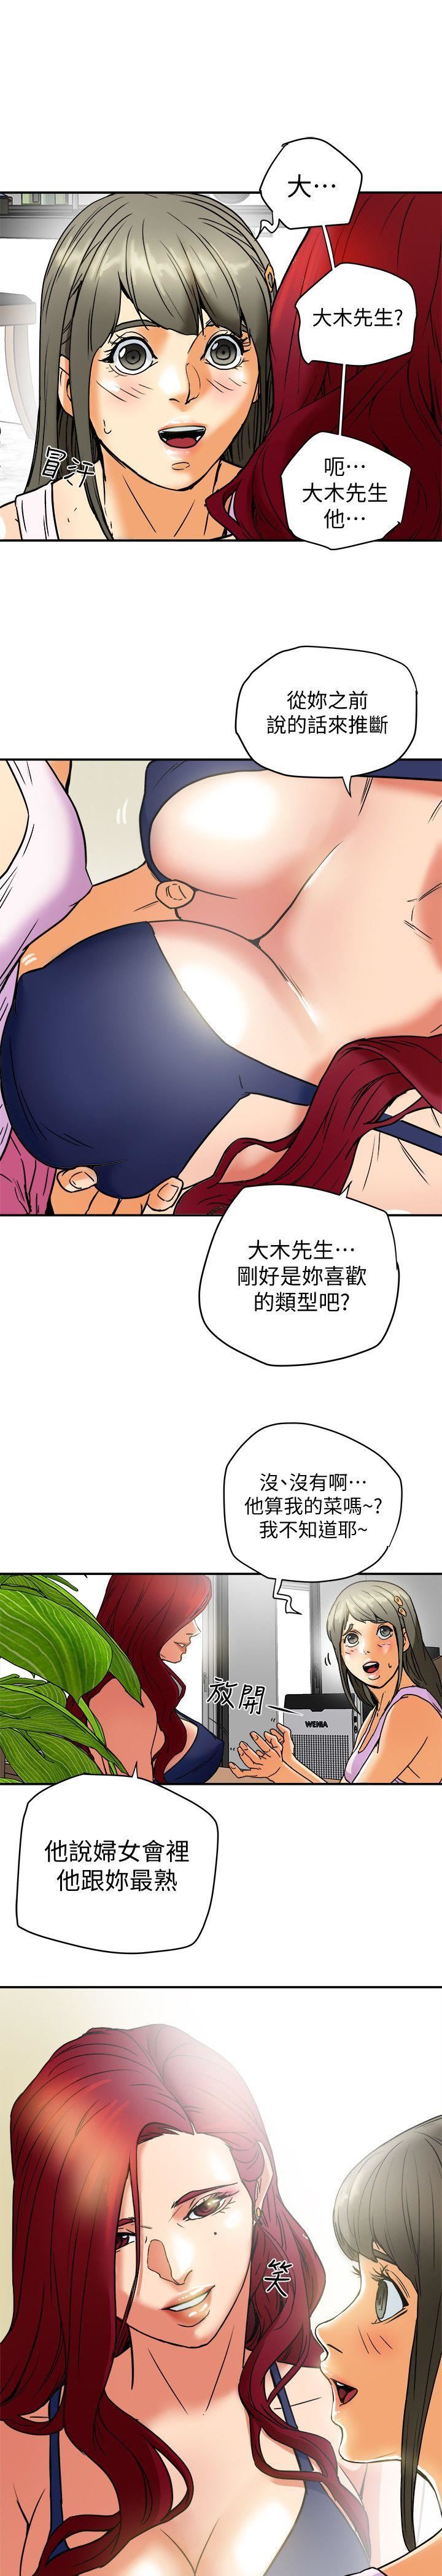 大⋯
大木先生?
呃⋯
大木先生
他⋯
冒汗
從妳之前
說的話來推斷
大木先生⋯
剛好是妳喜歡
的類型吧?
沒、沒有啊⋯
他算我的菜嗎~?
我不知道耶~
放開
WENIA
他說婦女會裡
他跟妳最熟
笑